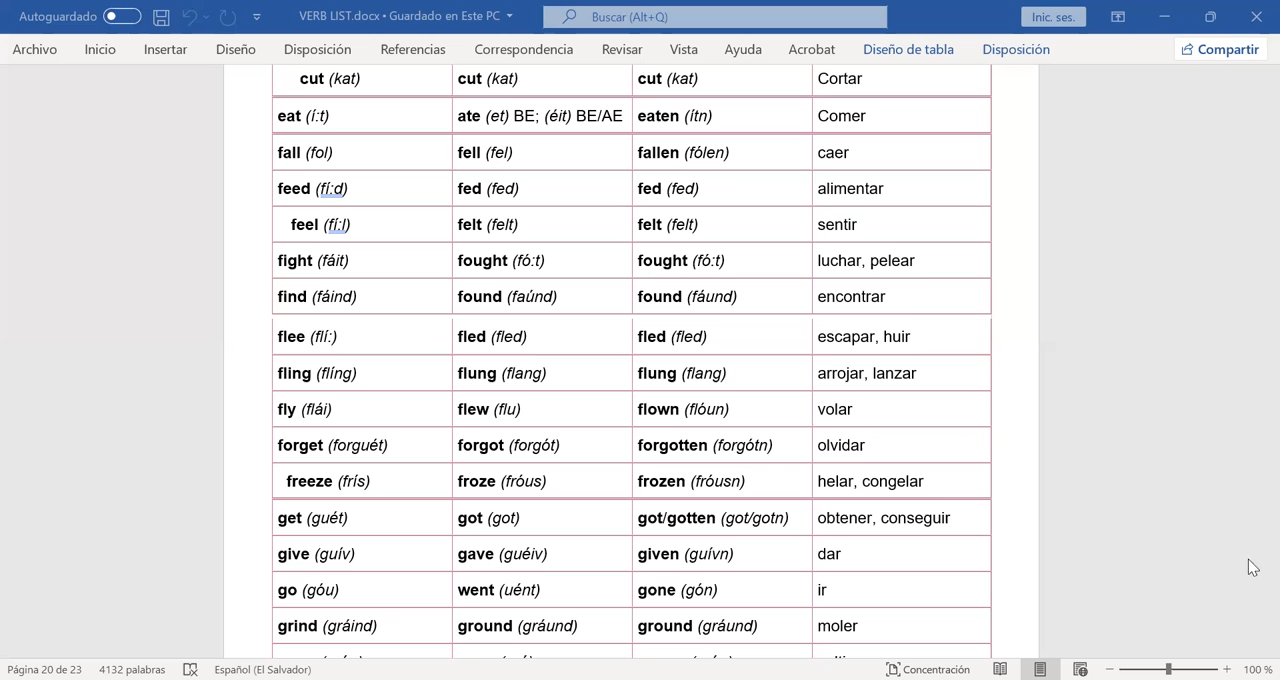 Autoguardado VERB LIST.docx • Guardado en Este PC Buscar (Alt+Q) Inic. ses.
Archivo Inicio Insertar Diseño Disposición Referencias Correspondencia Revisar Vista Ayuda Acrobat Diseño de tabla Disposición Compartir
cut (kat) cut (kat) cut (kat) Cortar
eat (í:t) ate (et) BE; (éit) BE/AE eaten (ítn) Comer
fall (fol) fell (fel) fallen (fólen) caer
feed (fí:d) fed (fed) fed (fed) alimentar
feel (fí:l) felt (felt) felt (felt) sentir
fight (fáit) fought (fó:t) fought (fó:t) luchar, pelear
find (fáind) found (faúnd) found (fáund) encontrar
flee (flí:) fled (fled) fled (fled) escapar, huir
fling (flíng) flung (flang) flung (flang) arrojar, lanzar
fly (flái) flew (flu) flown (flóun) volar
forget (forguét) forgot (forgót) forgotten (forgótn) olvidar
freeze (frís) froze (fróus) frozen (fróusn) helar, congelar
get (guét) got (got) got/gotten (got/gotn) obtener, conseguir
give (guív) gave (guéiv) given (guívn) dar
go (góu) went (uént) gone (gón) ir
grind (gráind) ground (gráund) ground (gráund) moler
Página 20 de 23 4132 palabras Español (El Salvador) Concentración 100 %